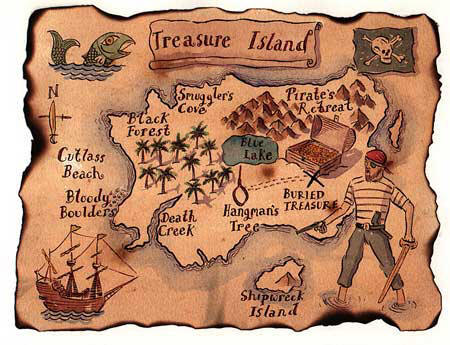 Treasure Island
Smuggler's
Cove
Pirate's
Retreat
N
Black
Forest
Blue
Lake
Cutlass
Beach
Bloody
Boulders
BURIED
TREASURE
Death
Creek
Hangman's
Tree
Shipwreck
Island